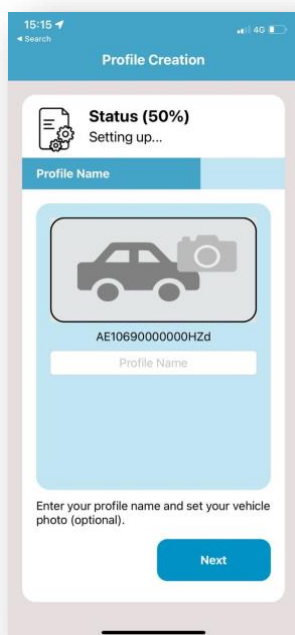 15:15
4G
Search
Profile Creation
Status (50%)
Setting up...
Profile Name
AE10690000000HZd
Profile Name
Enter your profile name and set your vehicle
photo (optional).
Next